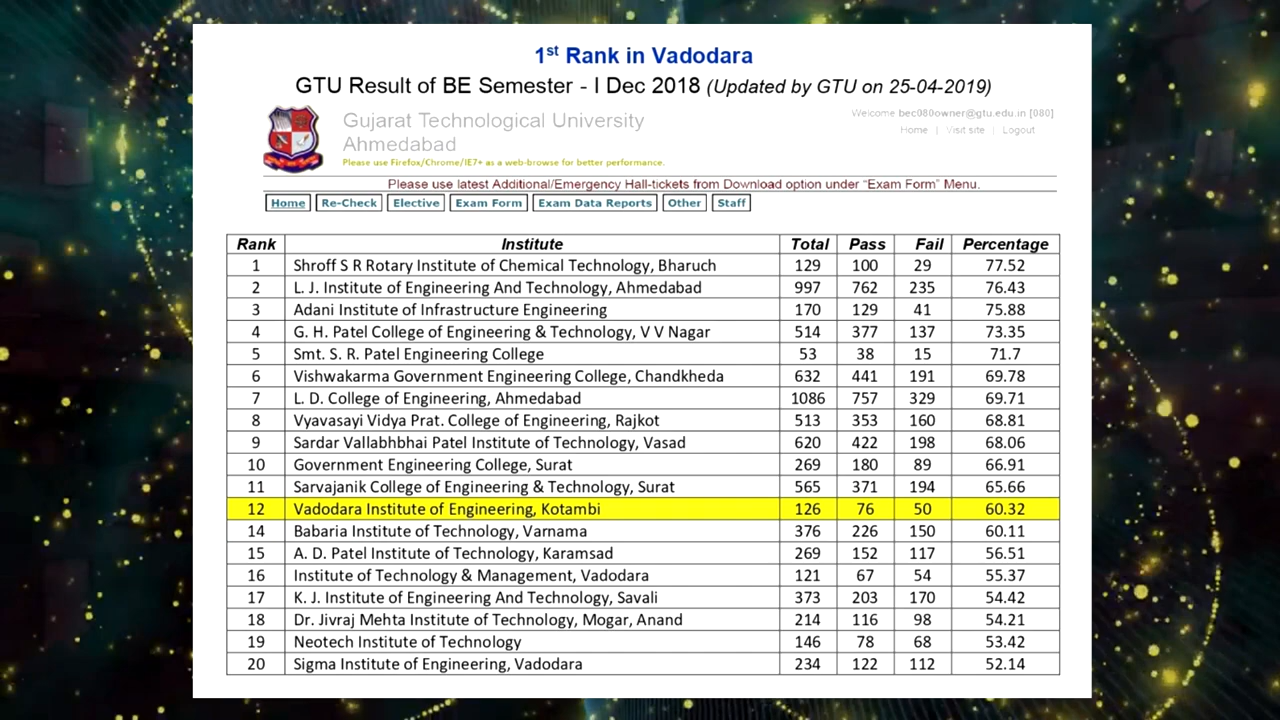 1st Rank in Vadodara
GTU Result of BE Semester - I Dec 2018 (Updated by GTU on 25-04-2019)
Gujarat Technological University
Ahmedabad
Welcome bec080owner@gtu.edu.in [080]
Home | Visit site | Logout
Please use Firefox/Chrome/IE7+ as a web-browse for better performance.
Please use latest Additional/Emergency Hall-tickets from Download option under "Exam Form" Menu.
Home Re-Check Elective Exam Form Exam Data Reports Other Staff
Rank Institute Total Pass Fail Percentage
1 Shroff S R Rotary Institute of Chemical Technology, Bharuch 129 100 29 77.52
2 L. J. Institute of Engineering And Technology, Ahmedabad 997 762 235 76.43
3 Adani Institute of Infrastructure Engineering 170 129 41 75.88
4 G. H. Patel College of Engineering & Technology, V V Nagar 514 377 137 73.35
5 Smt. S. R. Patel Engineering College 53 38 15 71.7
6 Vishwakarma Government Engineering College, Chandkheda 632 441 191 69.78
7 L. D. College of Engineering, Ahmedabad 1086 757 329 69.71
8 Vyavasayi Vidya Prat. College of Engineering, Rajkot 513 353 160 68.81
9 Sardar Vallabhbhai Patel Institute of Technology, Vasad 620 422 198 68.06
10 Government Engineering College, Surat 269 180 89 66.91
11 Sarvajanik College of Engineering & Technology, Surat 565 371 194 65.66
12 Vadodara Institute of Engineering, Kotambi 126 76 50 60.32
14 Babaria Institute of Technology, Varnama 376 226 150 60.11
15 A. D. Patel Institute of Technology, Karamsad 269 152 117 56.51
16 Institute of Technology & Management, Vadodara 121 67 54 55.37
17 K. J. Institute of Engineering And Technology, Savali 373 203 170 54.42
18 Dr. Jivraj Mehta Institute of Technology, Mogar, Anand 214 116 98 54.21
19 Neotech Institute of Technology 146 78 68 53.42
20 Sigma Institute of Engineering, Vadodara 234 122 112 52.14